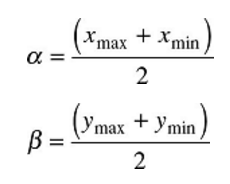 α = (x_max + x_min) / 2
β = (y_max + y_min) / 2